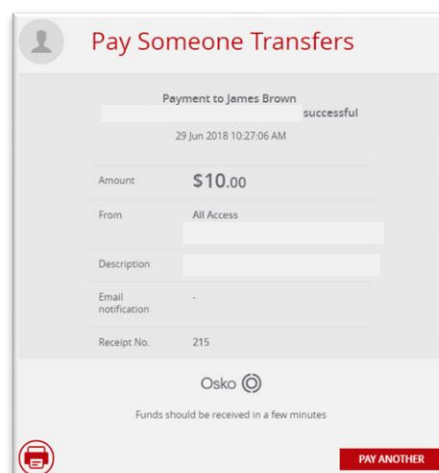 Pay Someone Transfers
Payment to James Brown
successful
29 Jun 2018 10:27:06 AM
Amount $10.00
From All Access
Description
Email notification -
Receipt No. 215
Osko
Funds should be received in a few minutes
PAY ANOTHER